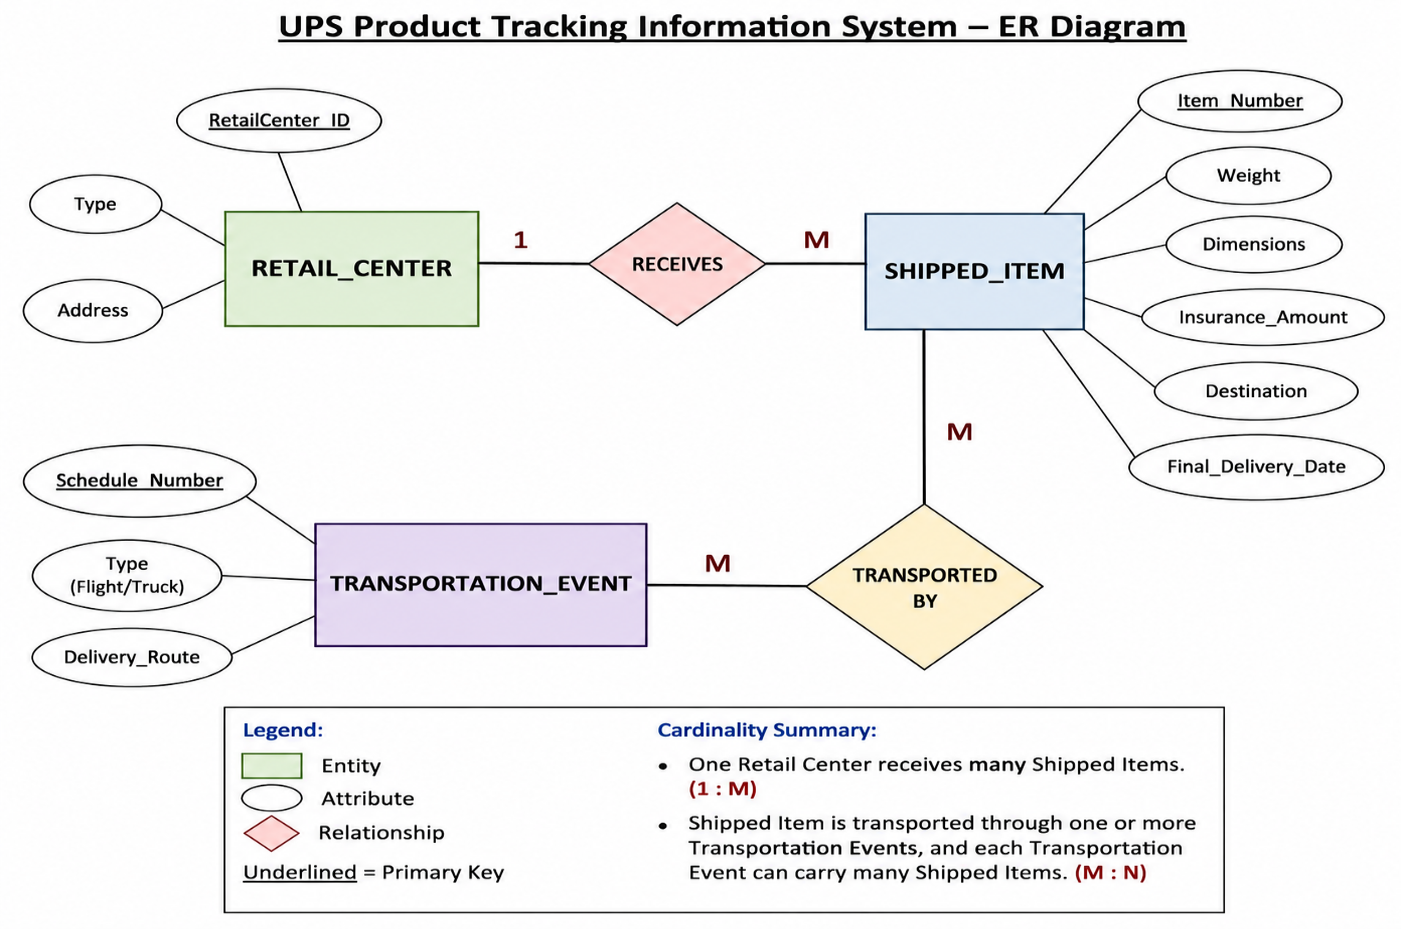 UPS Product Tracking Information System – ER Diagram
RetailCenter_ID
Type
Address
RETAIL_CENTER
1
RECEIVES
M
SHIPPED_ITEM
Item_Number
Weight
Dimensions
Insurance_Amount
Destination
Final_Delivery_Date
M
Schedule_Number
Type
(Flight/Truck)
Delivery_Route
TRANSPORTATION_EVENT
M
TRANSPORTED
BY
Legend:
Entity
Attribute
Relationship
Underlined = Primary Key
Cardinality Summary:
• One Retail Center receives many Shipped Items.
(1 : M)
• Shipped Item is transported through one or more
Transportation Events, and each Transportation
Event can carry many Shipped Items. (M : N)